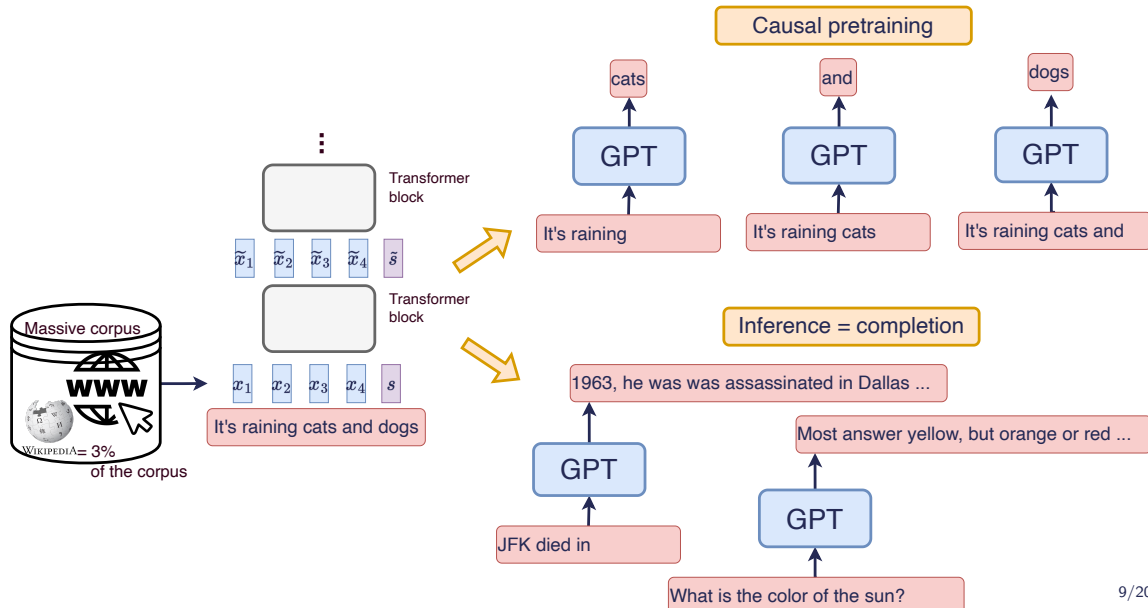 Causal pretraining
cats
and
dogs
GPT
GPT
GPT
It's raining
It's raining cats
It's raining cats and
⋮
Transformer
block
x̃₁ x̃₂ x̃₃ x̃₄ s̃
Transformer
block
x₁ x₂ x₃ x₄ s
It's raining cats and dogs
Massive corpus
www
WIKIPEDIA = 3%
of the corpus
Inference = completion
1963, he was was assassinated in Dallas ...
GPT
JFK died in
Most answer yellow, but orange or red ...
GPT
What is the color of the sun?
9/20